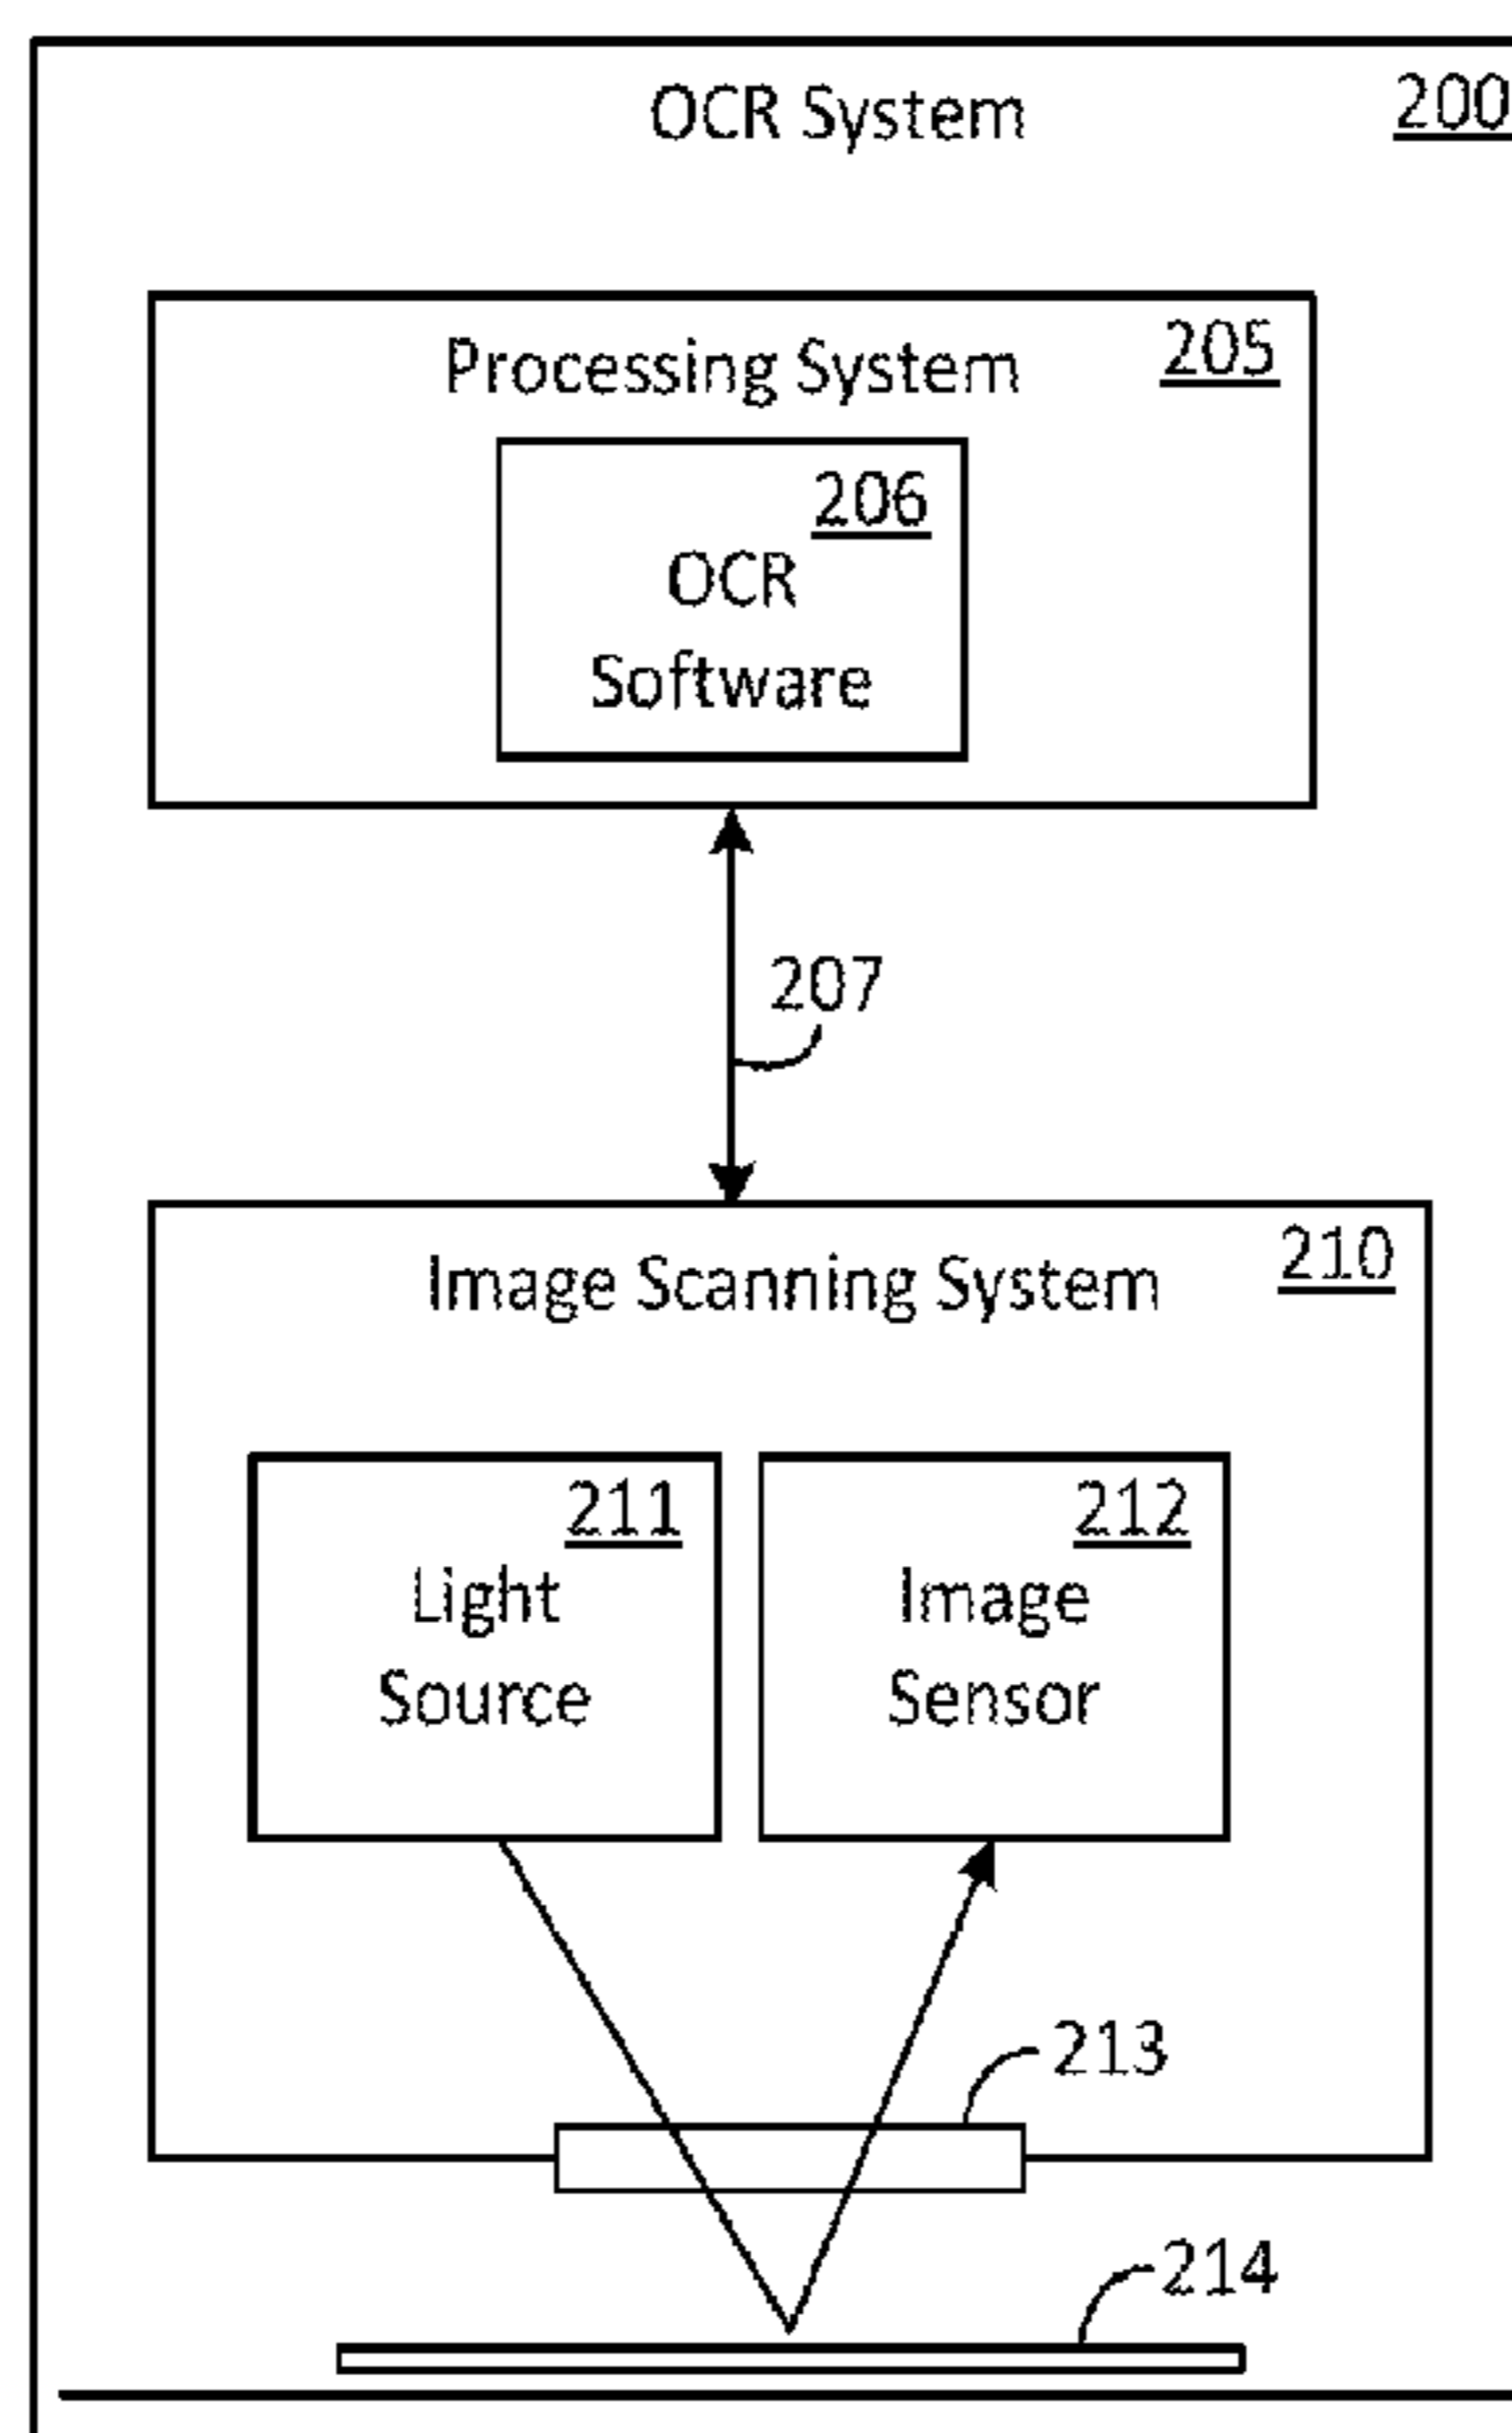 OCR System 200
Processing System 205
206
OCR
Software
207
Image Scanning System 210
211
Light
Source
212
Image
Sensor
213
214